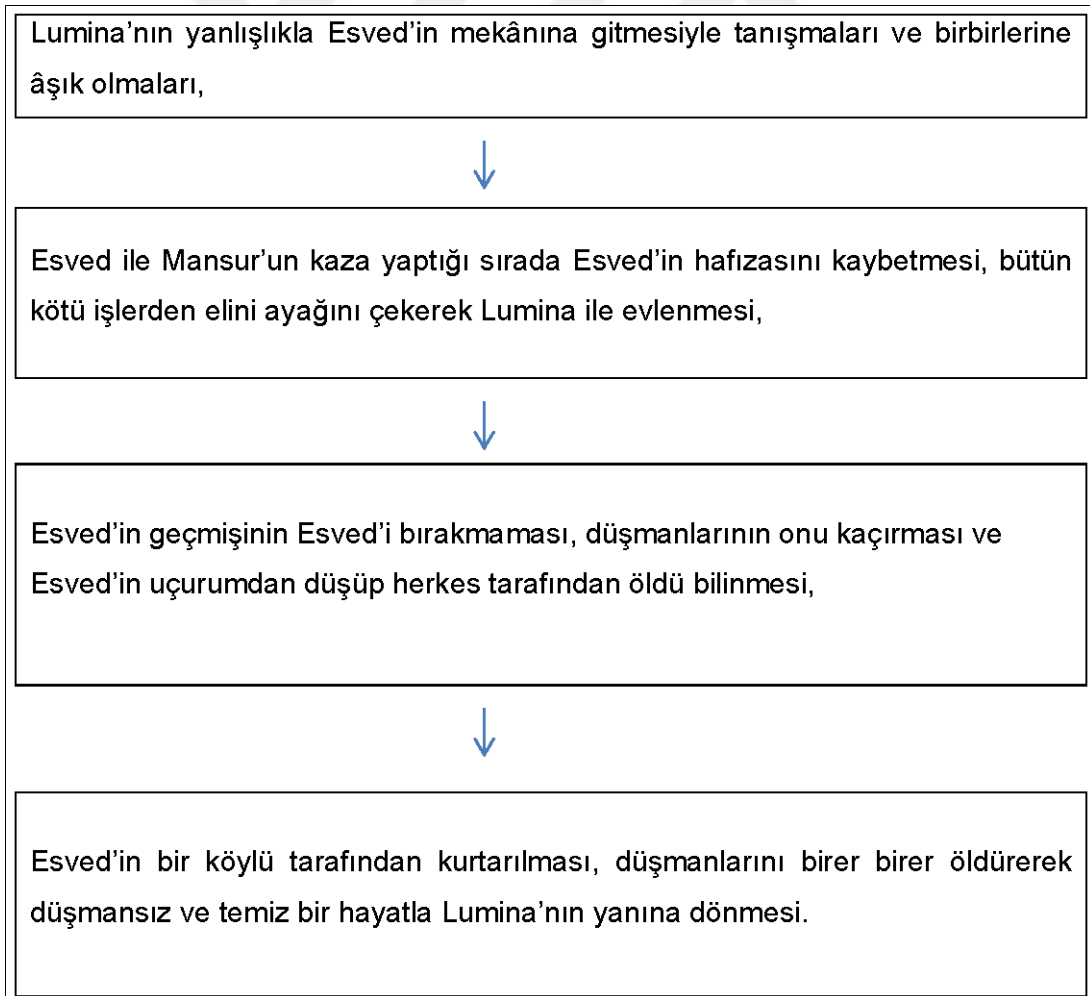 Lumina’nın yanlışlıkla Esved’in mekânına gitmesiyle tanışmaları ve birbirlerine
âşık olmaları,
Esved ile Mansur’un kaza yaptığı sırada Esved’in hafızasını kaybetmesi, bütün
kötü işlerden elini ayağını çekerek Lumina ile evlenmesi,
Esved’in geçmişinin Esved’i bırakmaması, düşmanlarının onu kaçırması ve
Esved’in uçurumdan düşüp herkes tarafından öldü bilinmesi,
Esved’in bir köylü tarafından kurtarılması, düşmanlarını birer birer öldürerek
düşmansız ve temiz bir hayatla Lumina’nın yanına dönmesi.